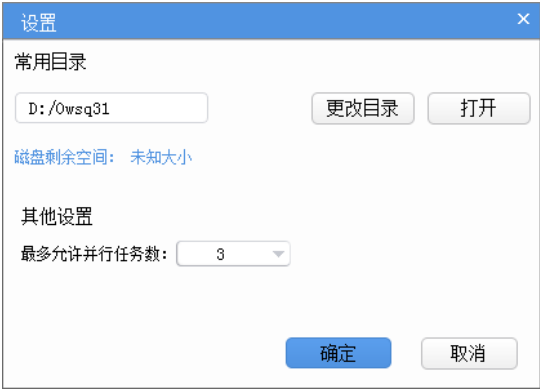 设置
常用目录
D:/0wsq31 更改目录 打开
磁盘剩余空间： 未知大小
其他设置
最多允许并行任务数： 3
确定 取消